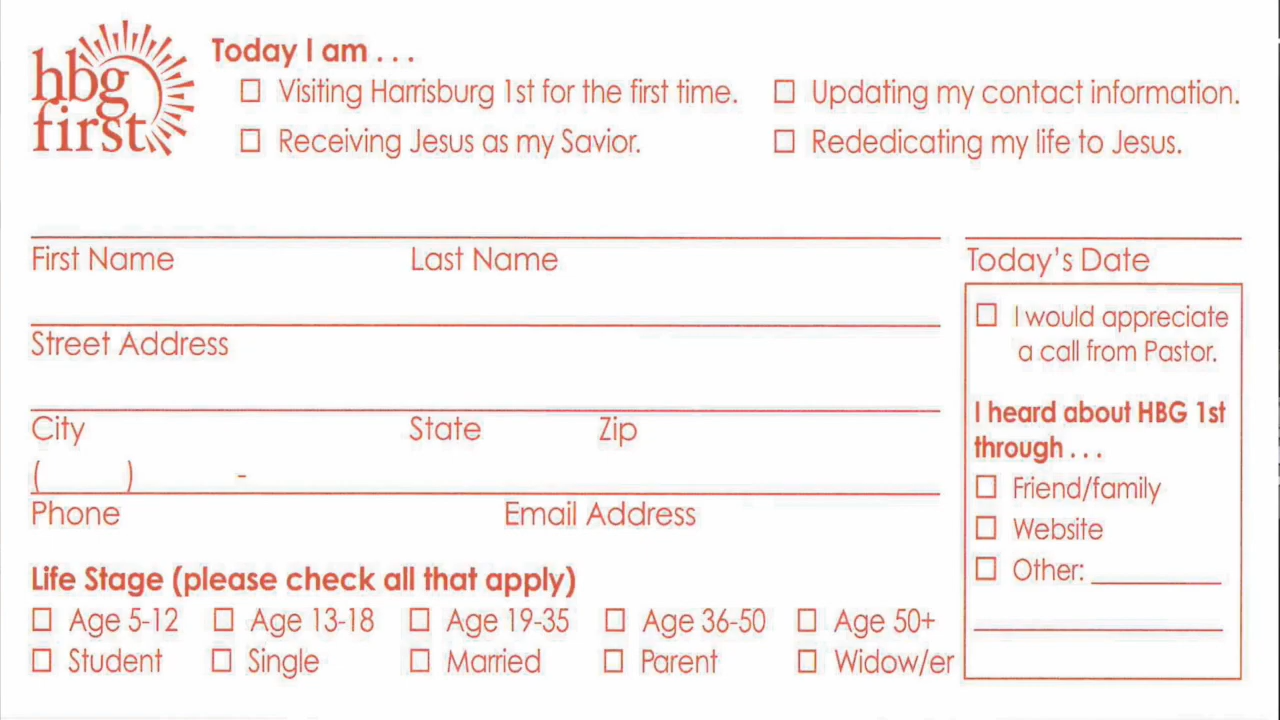 hbg
first
Today I am . . .
☐ Visiting Harrisburg 1st for the first time. ☐ Updating my contact information.
☐ Receiving Jesus as my Savior. ☐ Rededicating my life to Jesus.
First Name Last Name Today's Date
Street Address
City State Zip
( ) -
Phone Email Address
☐ I would appreciate
a call from Pastor.
I heard about HBG 1st
through . . .
☐ Friend/family
☐ Website
☐ Other: ________
Life Stage (please check all that apply)
☐ Age 5-12 ☐ Age 13-18 ☐ Age 19-35 ☐ Age 36-50 ☐ Age 50+
☐ Student ☐ Single ☐ Married ☐ Parent ☐ Widow/er